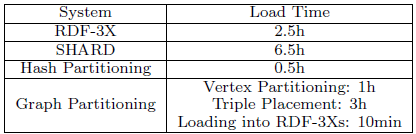 System Load Time
RDF-3X 2.5h
SHARD 6.5h
Hash Partitioning 0.5h
Graph Partitioning
Vertex Partitioning: 1h
Triple Placement: 3h
Loading into RDF-3Xs: 10min